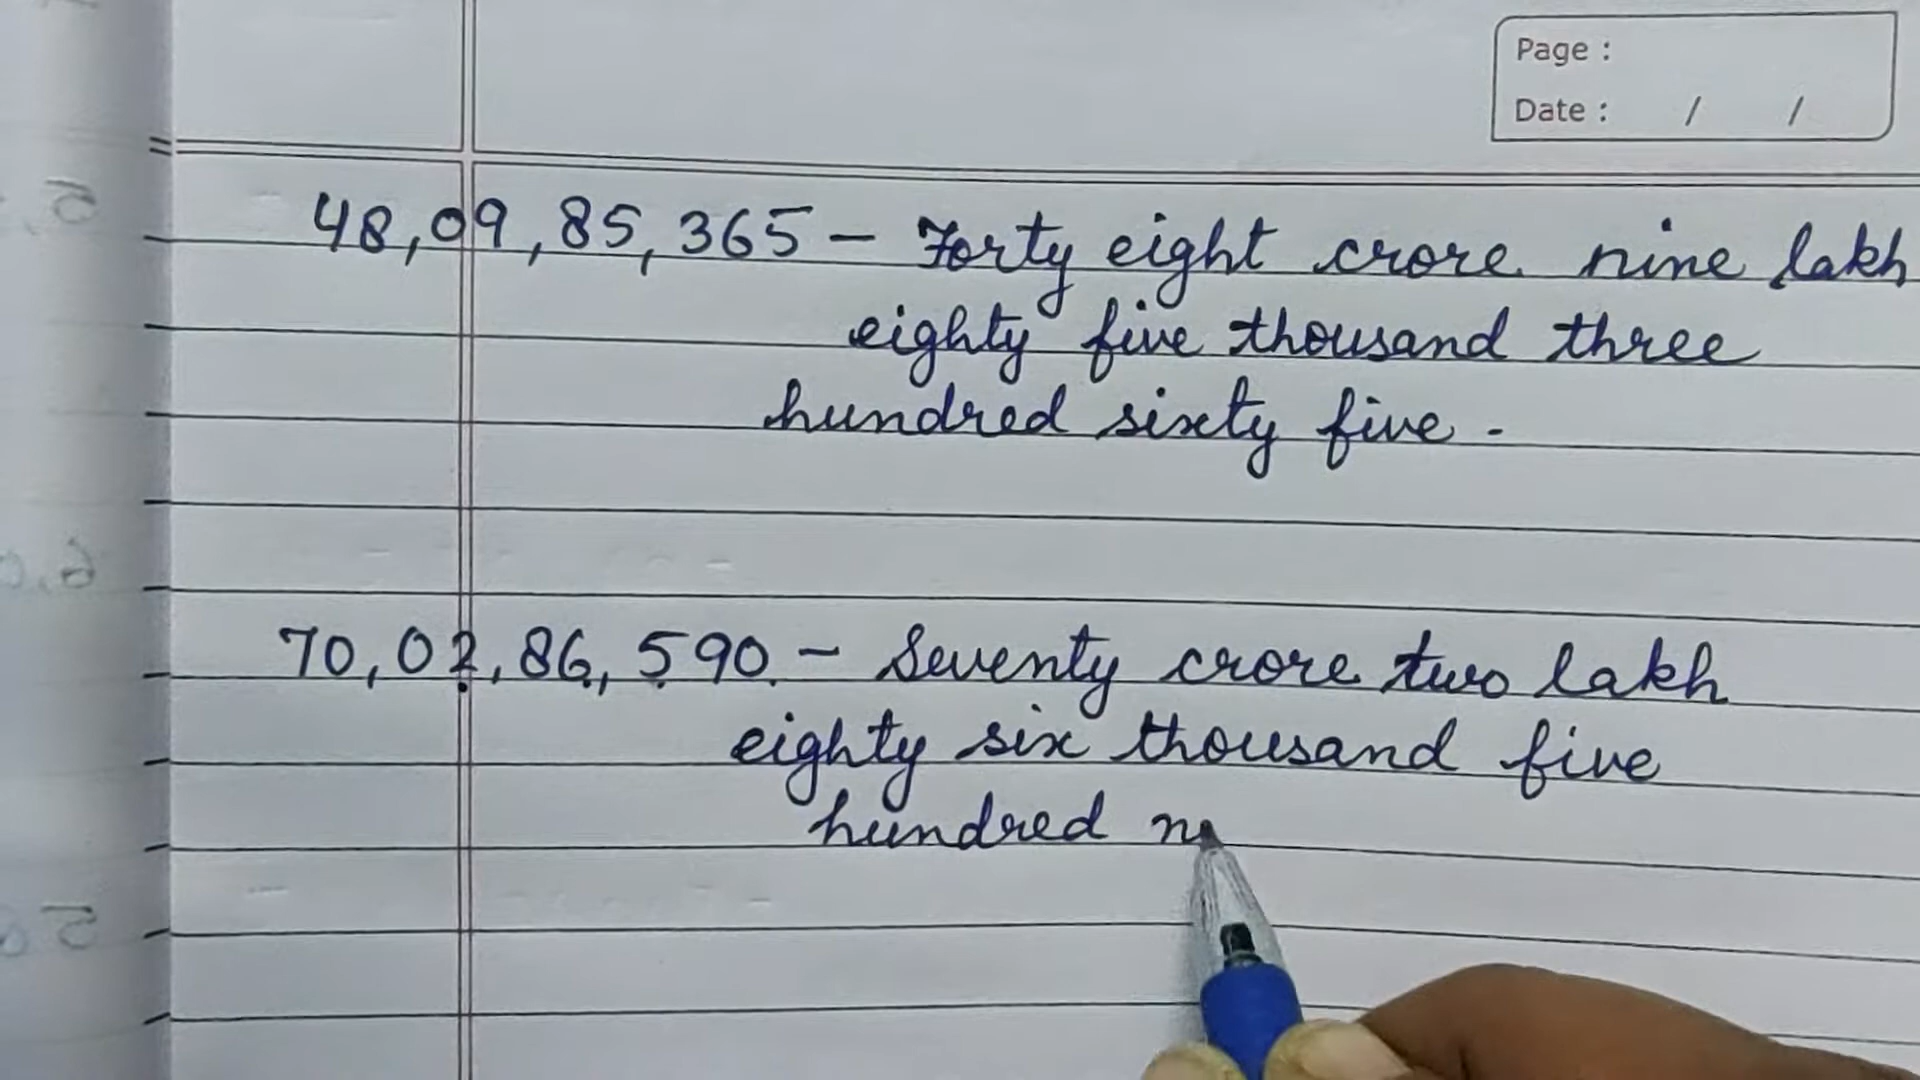 Page :
Date : / /
48,09,85,365 - Forty eight crore nine lakh
eighty five thousand three
hundred sixty five.
70,02,86,590 - Seventy crore two lakh
eighty six thousand five
hundred n